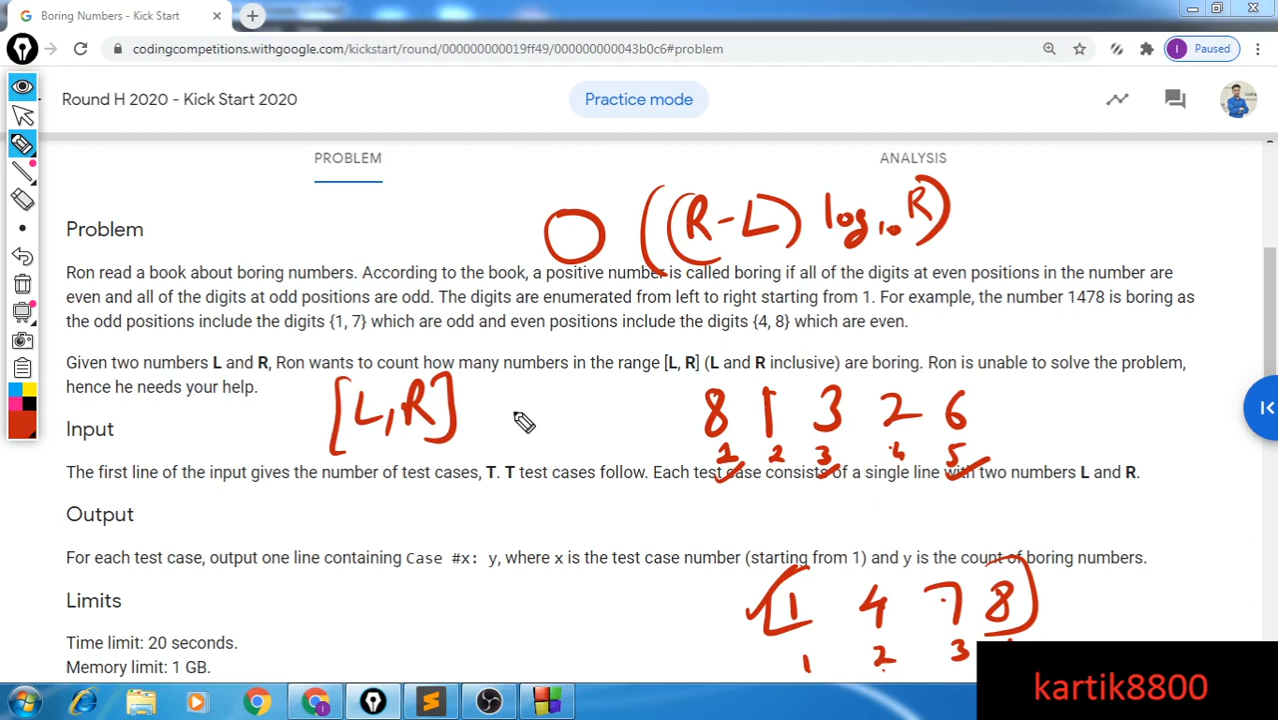 Boring Numbers - Kick Start
codingcompetitions.withgoogle.com/kickstart/round/000000000019ff49/000000000043b0c6#problem
Paused
Round H 2020 - Kick Start 2020
Practice mode
PROBLEM
ANALYSIS
O ((R-L) log10 R)
Problem
Ron read a book about boring numbers. According to the book, a positive number is called boring if all of the digits at even positions in the number are
even and all of the digits at odd positions are odd. The digits are enumerated from left to right starting from 1. For example, the number 1478 is boring as
the odd positions include the digits {1, 7} which are odd and even positions include the digits {4, 8} which are even.
Given two numbers L and R, Ron wants to count how many numbers in the range [L, R] (L and R inclusive) are boring. Ron is unable to solve the problem,
hence he needs your help.
[L,R]
8 1 3 2 6
1 2 3 4 5
Input
The first line of the input gives the number of test cases, T. T test cases follow. Each test case consists of a single line with two numbers L and R.
Output
For each test case, output one line containing Case #x: y, where x is the test case number (starting from 1) and y is the count of boring numbers.
1 4 7 8
1 2 3
Limits
Time limit: 20 seconds.
Memory limit: 1 GB.
kartik8800